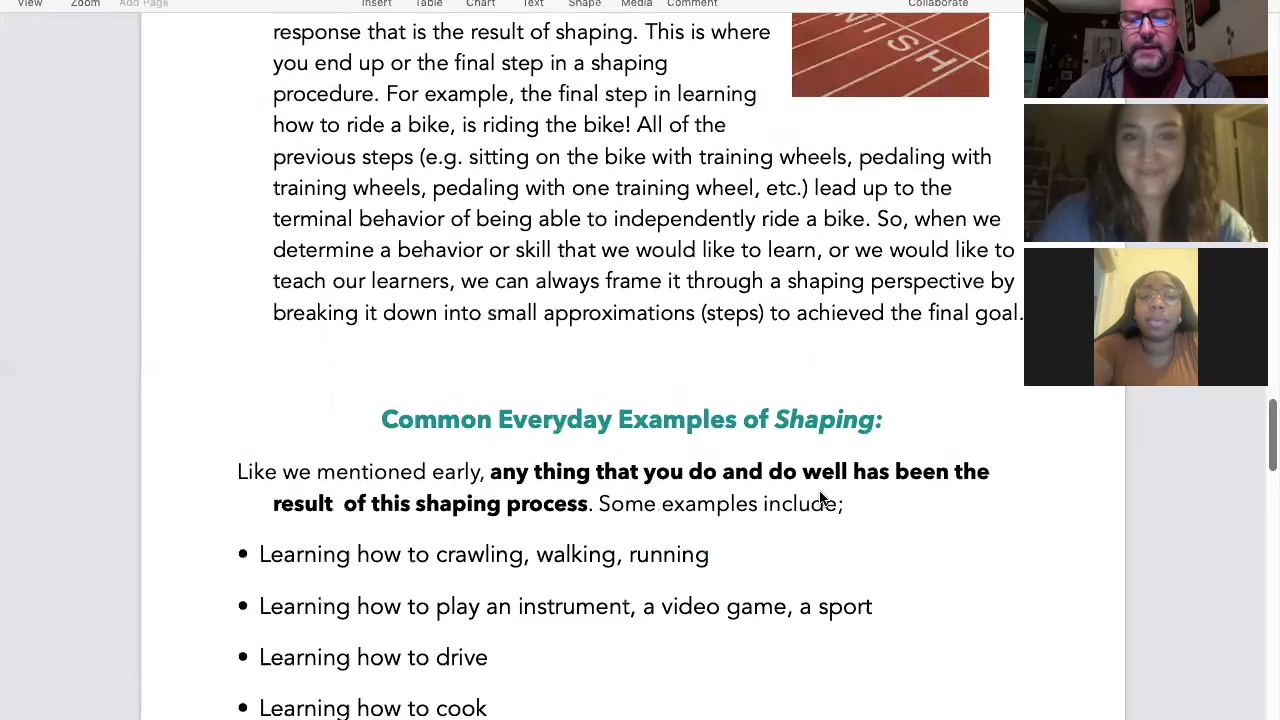 View Zoom Add Page Insert Table Chart Text Shape Media Comment Collaborate
response that is the result of shaping. This is where
you end up or the final step in a shaping
procedure. For example, the final step in learning
how to ride a bike, is riding the bike! All of the
previous steps (e.g. sitting on the bike with training wheels, pedaling with
training wheels, pedaling with one training wheel, etc.) lead up to the
terminal behavior of being able to independently ride a bike. So, when we
determine a behavior or skill that we would like to learn, or we would like to
teach our learners, we can always frame it through a shaping perspective by
breaking it down into small approximations (steps) to achieved the final goal.
NISH
Common Everyday Examples of Shaping:
Like we mentioned early, any thing that you do and do well has been the
result of this shaping process. Some examples include;
• Learning how to crawling, walking, running
• Learning how to play an instrument, a video game, a sport
• Learning how to drive
• Learning how to cook